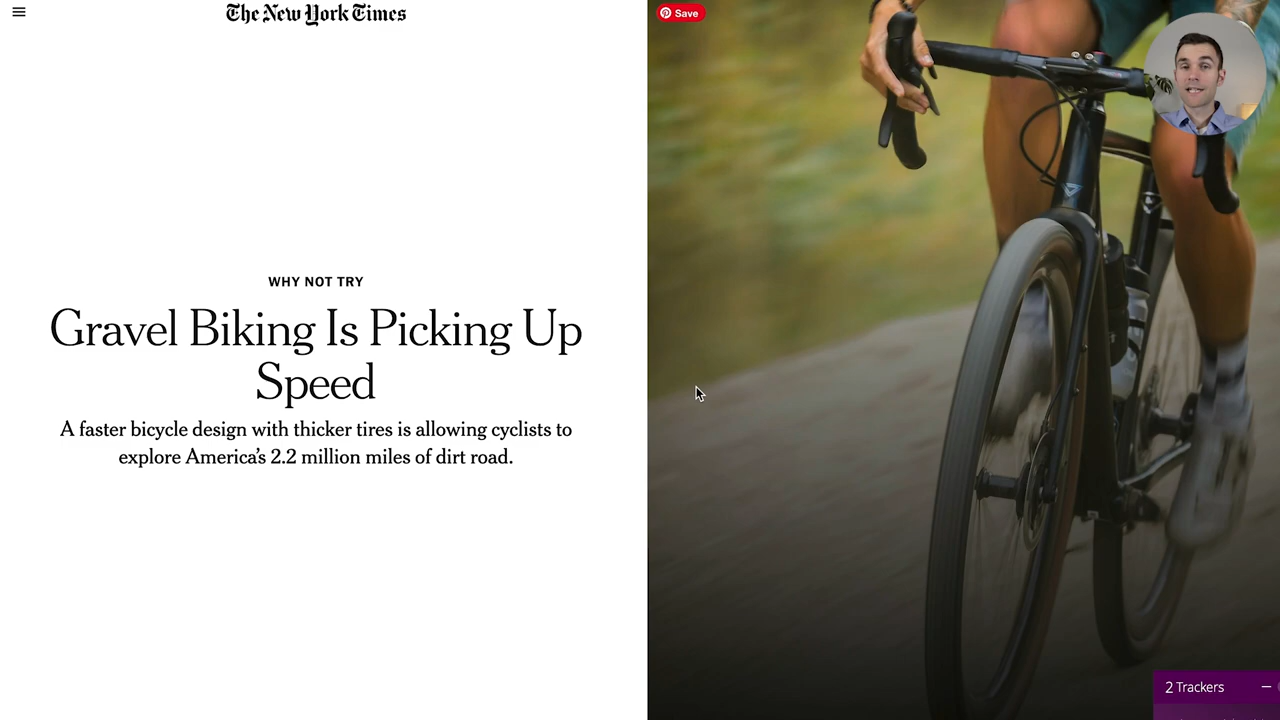 The New York Times
Save
WHY NOT TRY
Gravel Biking Is Picking Up
Speed
A faster bicycle design with thicker tires is allowing cyclists to
explore America's 2.2 million miles of dirt road.
2 Trackers